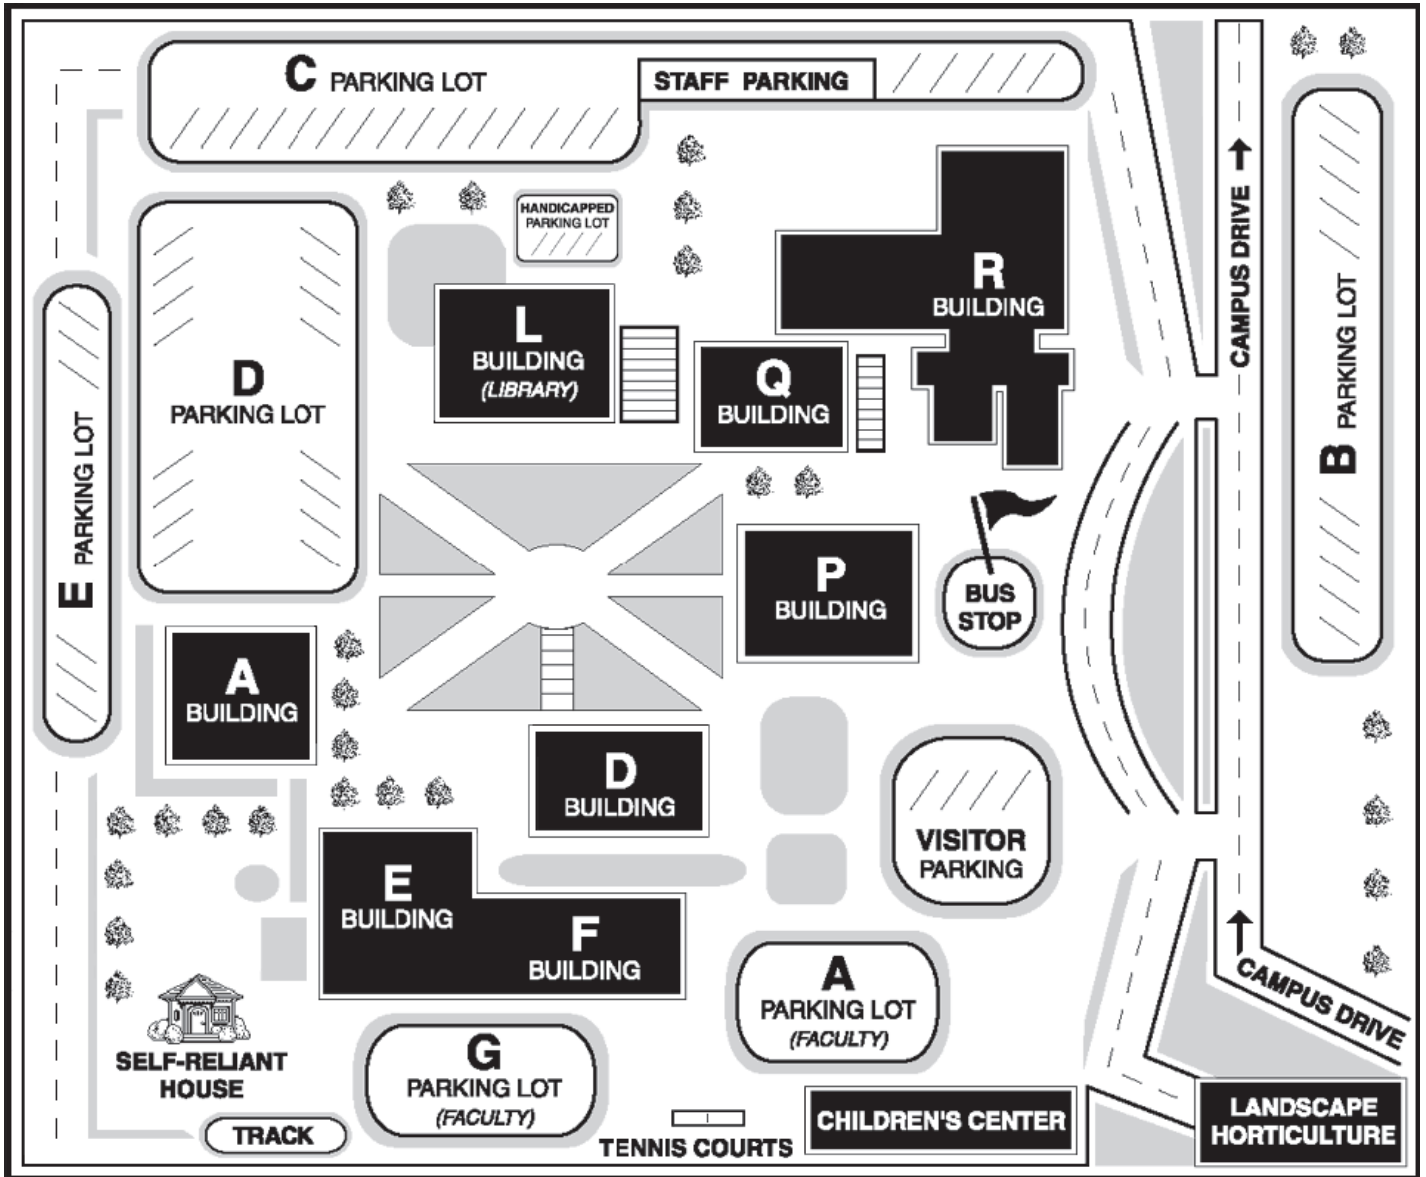 C PARKING LOT
STAFF PARKING
HANDICAPPED
PARKING LOT
R
BUILDING
CAMPUS DRIVE
B PARKING LOT
L
BUILDING
(LIBRARY)
Q
BUILDING
D
PARKING LOT
E PARKING LOT
P
BUILDING
BUS
STOP
A
BUILDING
D
BUILDING
VISITOR
PARKING
E
BUILDING
F
BUILDING
A
PARKING LOT
(FACULTY)
CAMPUS DRIVE
SELF-RELIANT
HOUSE
G
PARKING LOT
(FACULTY)
TRACK
TENNIS COURTS
CHILDREN'S CENTER
LANDSCAPE
HORTICULTURE